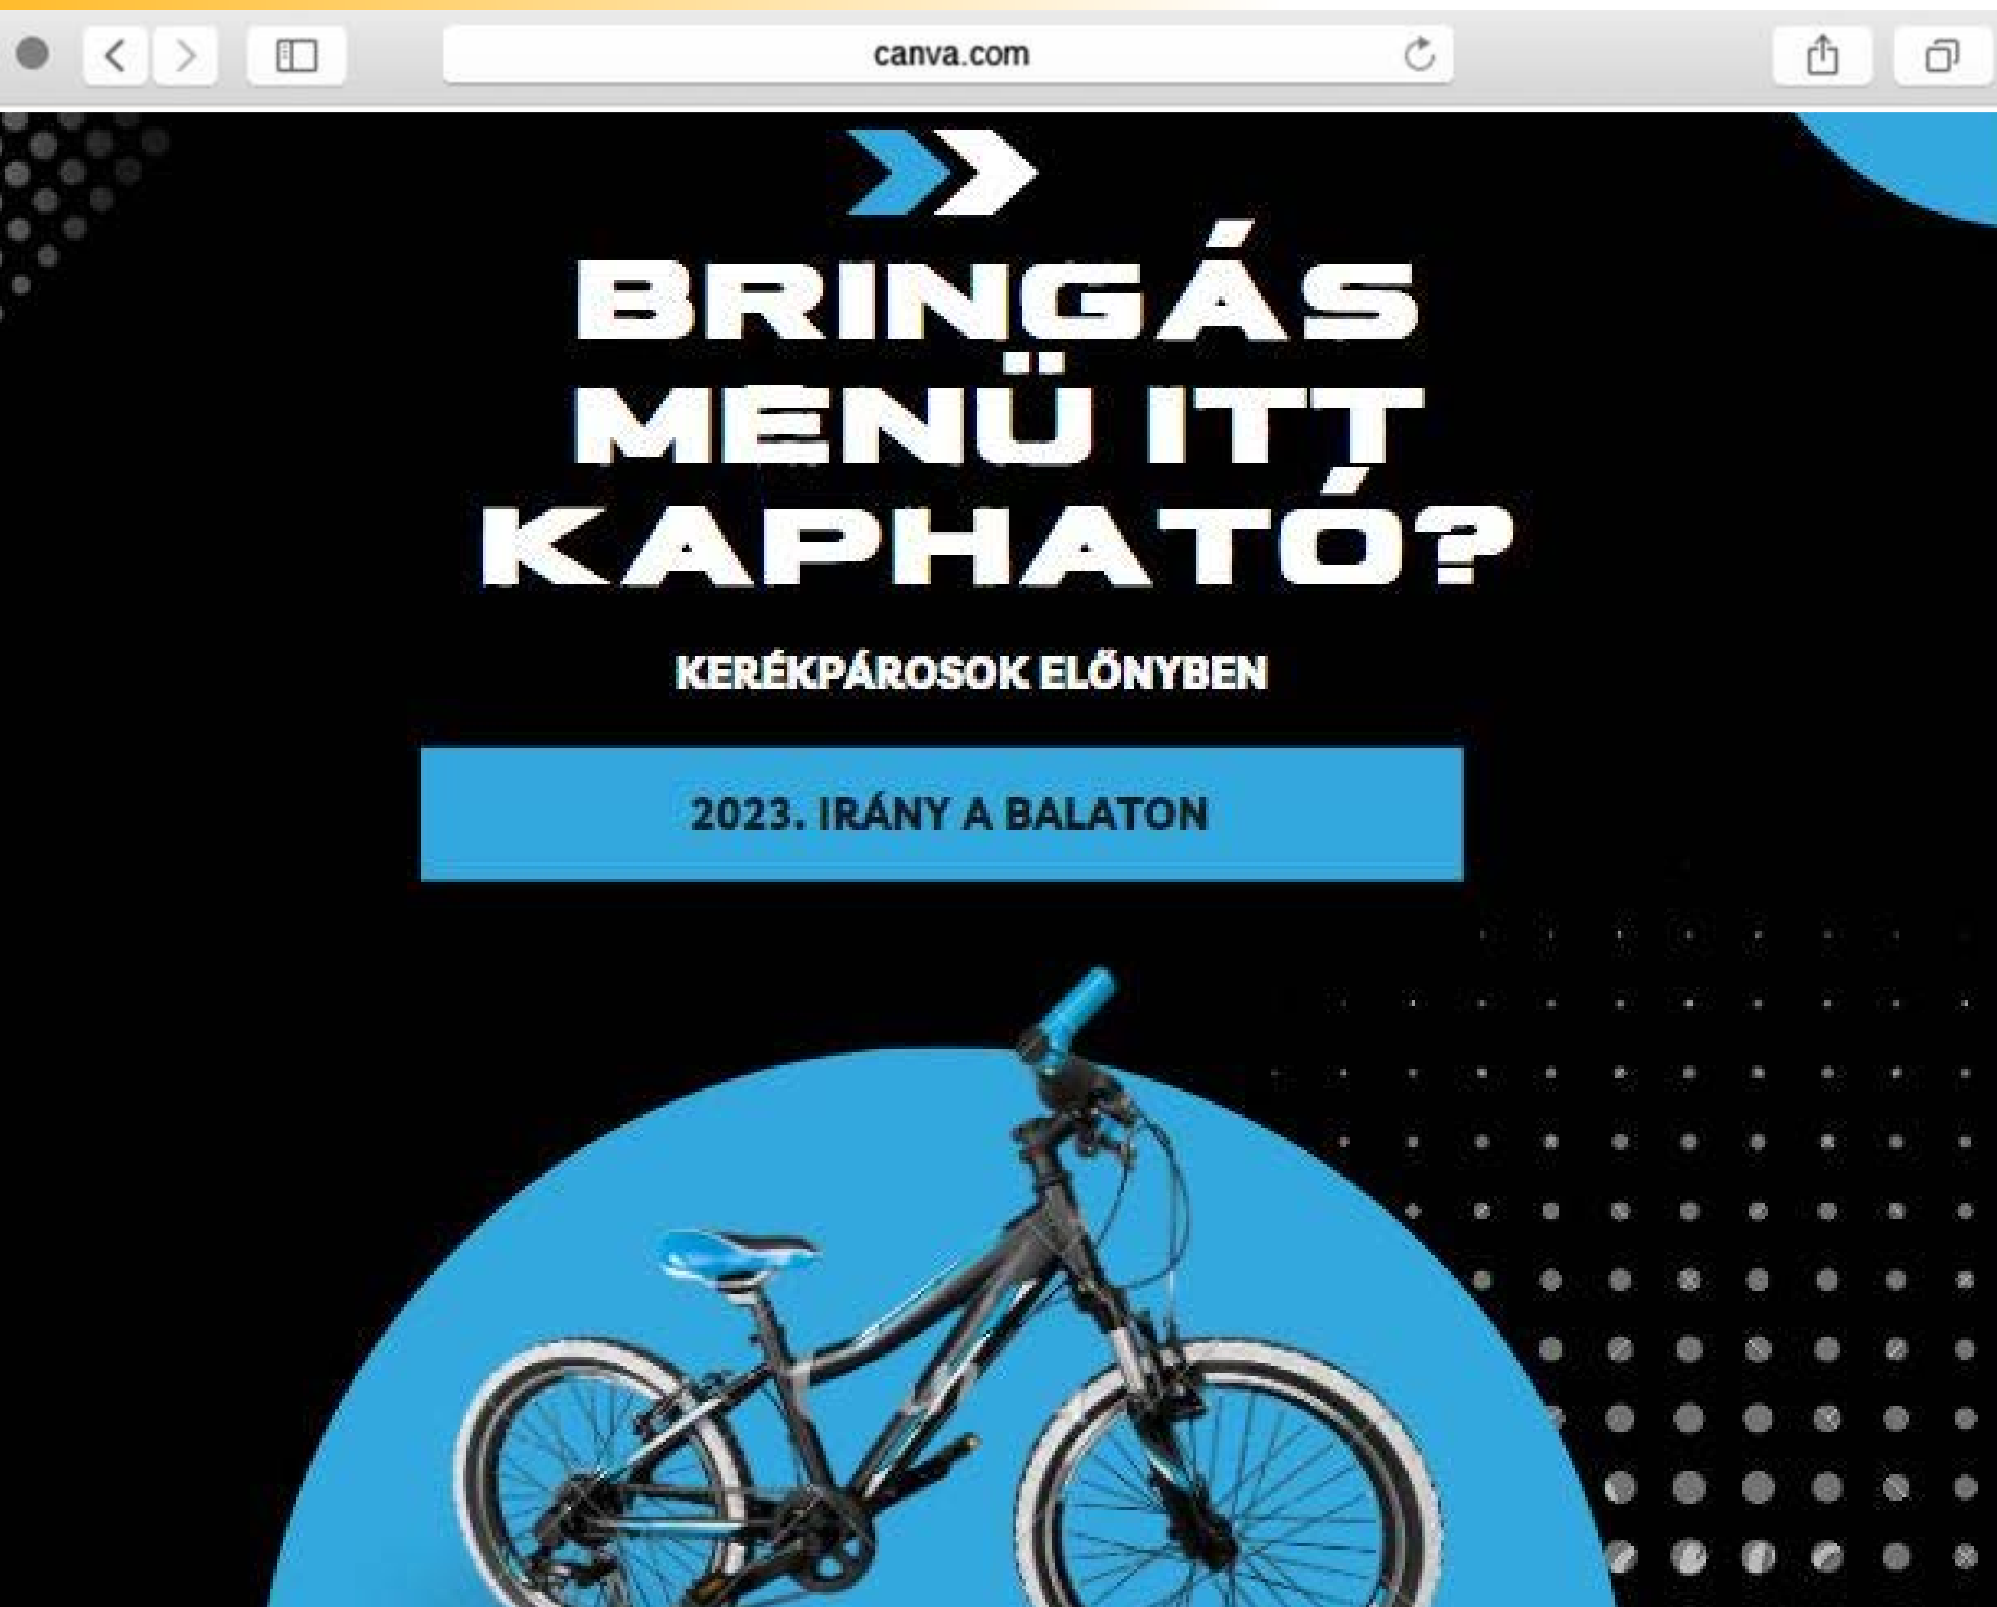 canva.com
BRINGÁS
MENÜ ITT
KAPHATÓ?
KERÉKPÁROSOK ELŐNYBEN
2023. IRÁNY A BALATON